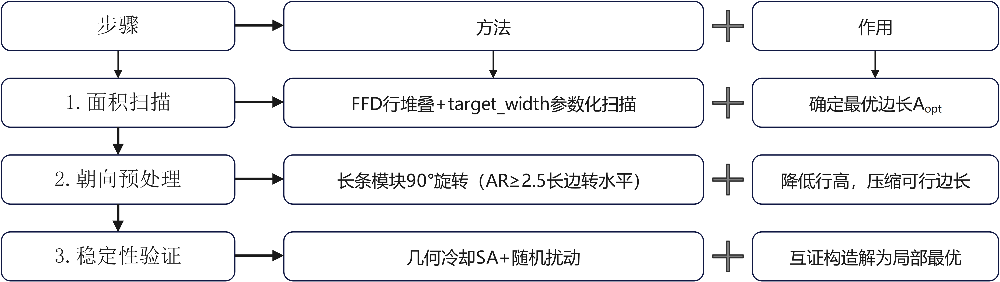 步骤
方法
作用
1. 面积扫描
FFD行堆叠+target_width参数化扫描
确定最优边长Aopt
2. 朝向预处理
长条模块90°旋转（AR≥2.5长边转水平）
降低行高，压缩可行边长
3. 稳定性验证
几何冷却SA+随机扰动
互证构造解为局部最优